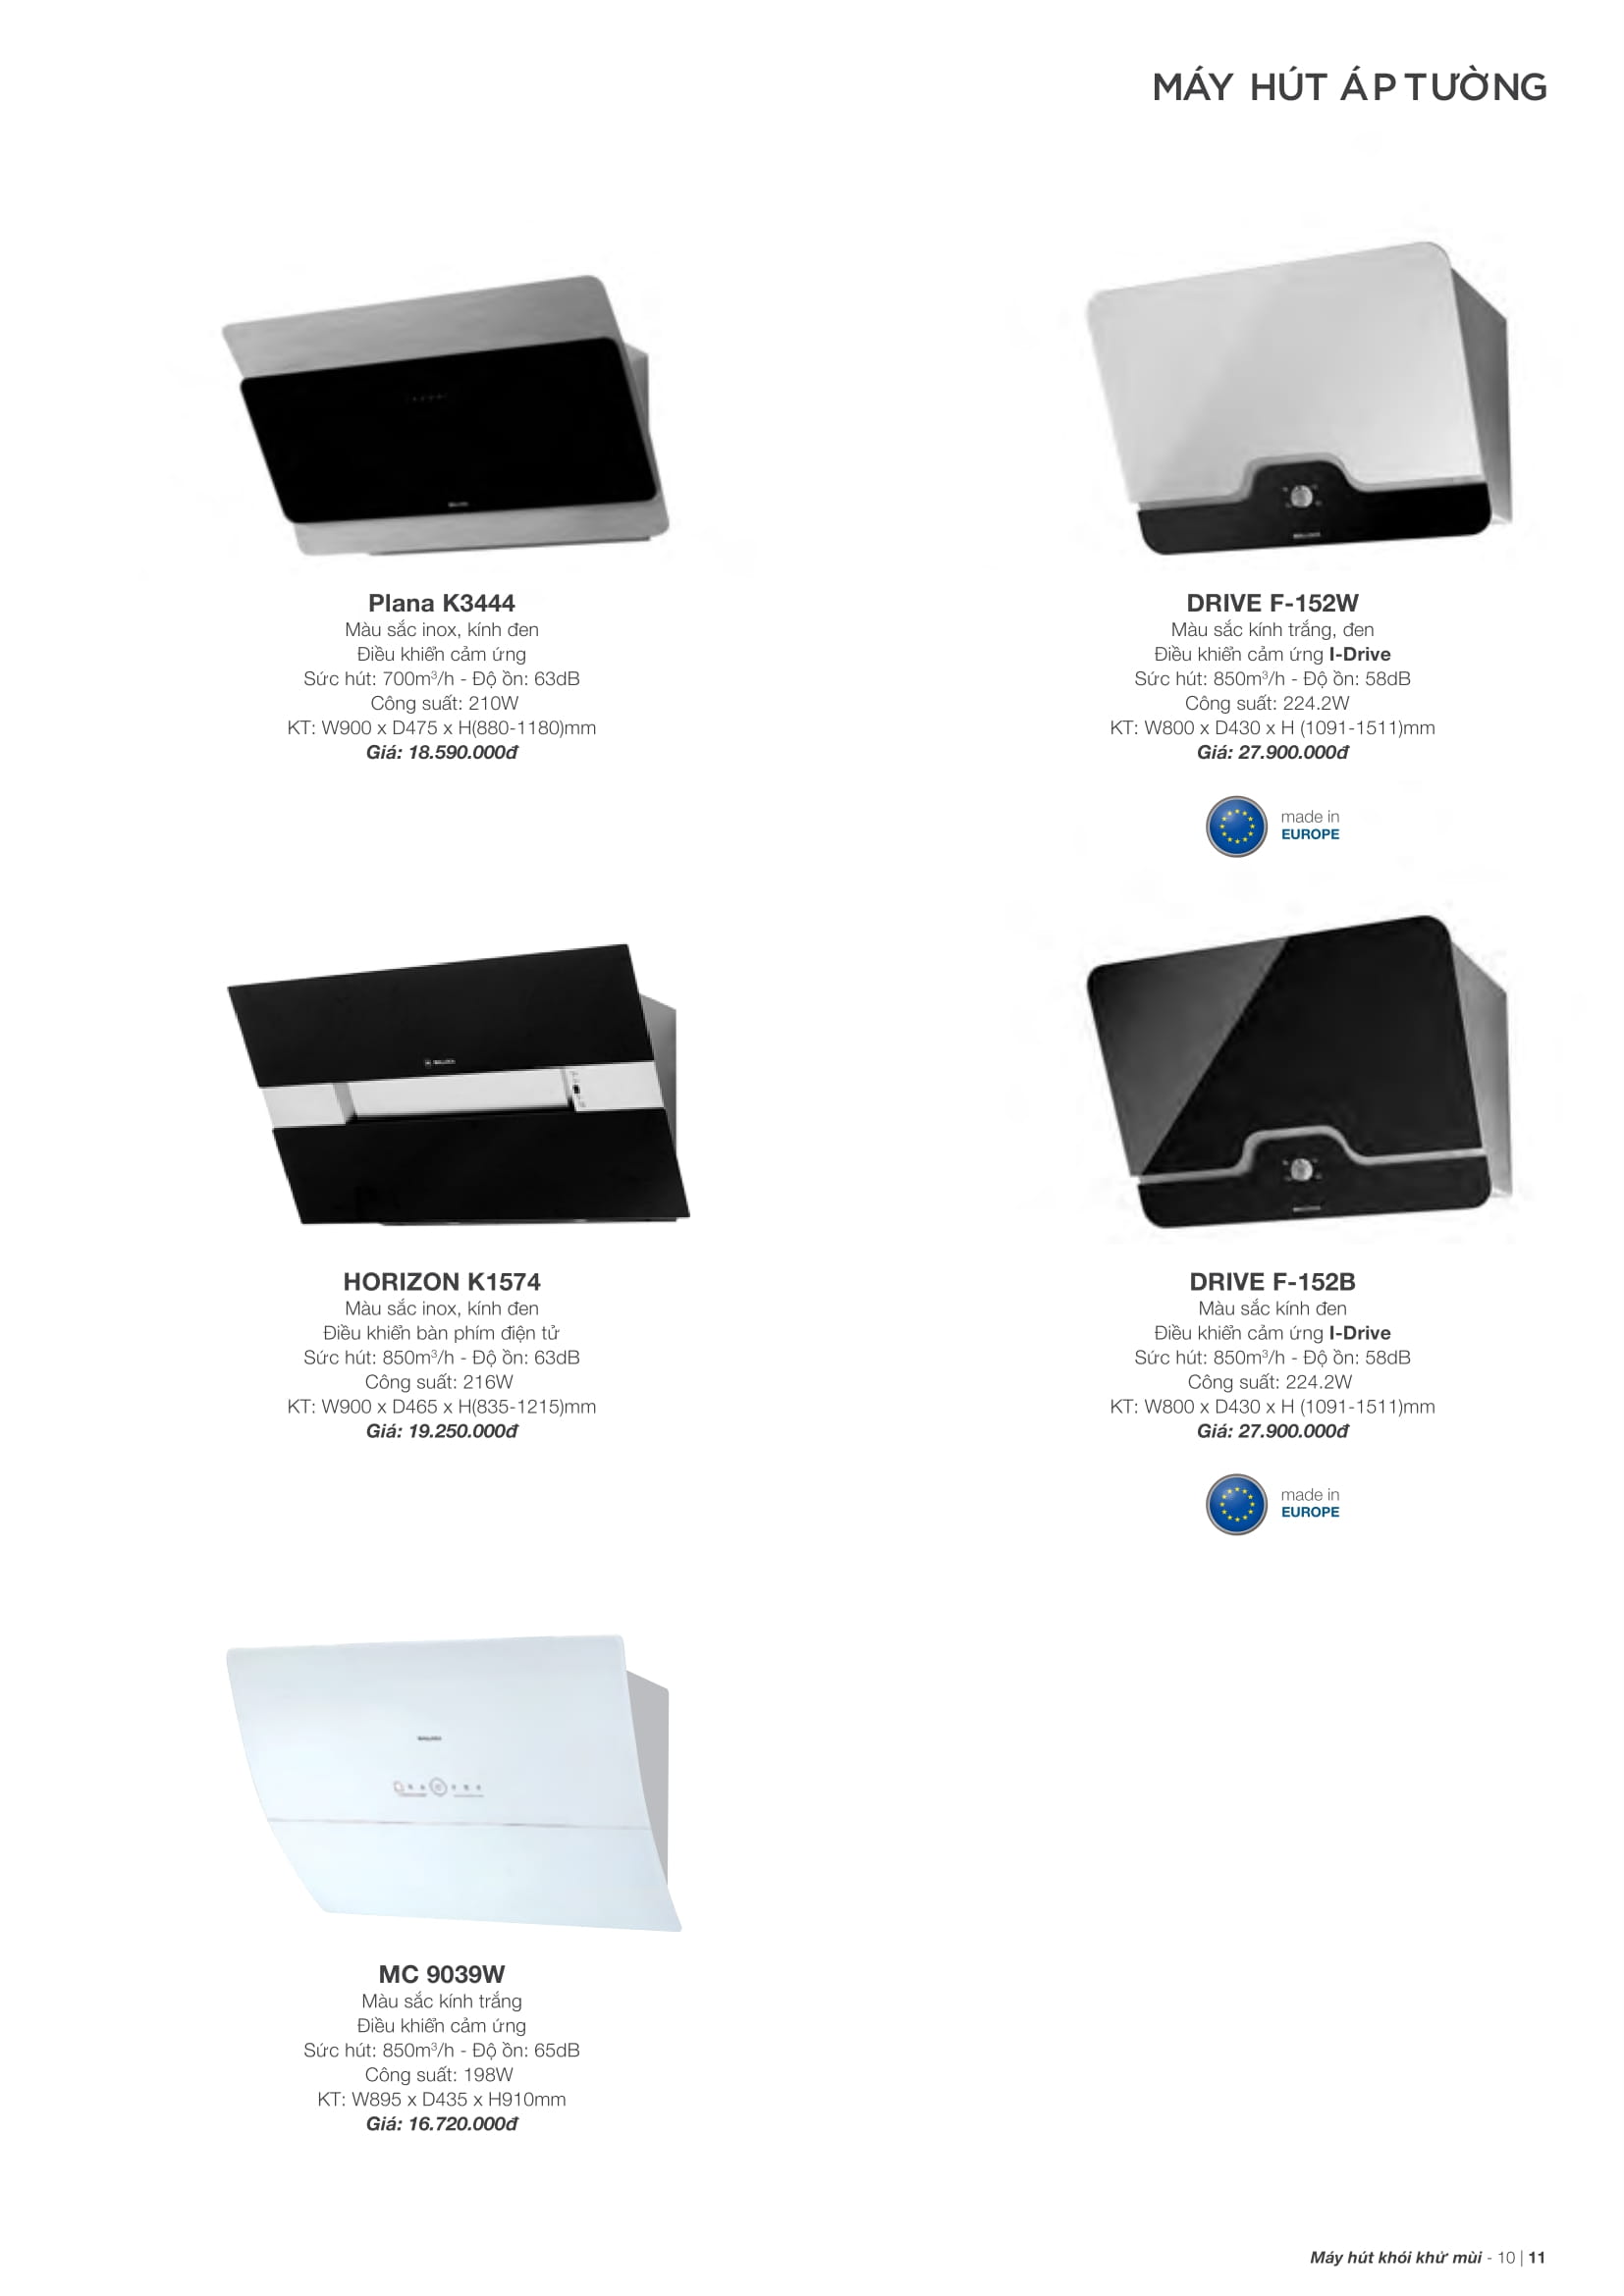 MÁY HÚT ÁP TƯỜNG
Plana K3444
Màu sắc inox, kính đen
Điều khiển cảm ứng
Sức hút: 700m³/h - Độ ồn: 63dB
Công suất: 210W
KT: W900 x D475 x H(880-1180)mm
Giá: 18.590.000đ
DRIVE F-152W
Màu sắc kính trắng, đen
Điều khiển cảm ứng I-Drive
Sức hút: 850m³/h - Độ ồn: 58dB
Công suất: 224.2W
KT: W800 x D430 x H (1091-1511)mm
Giá: 27.900.000đ
made in
EUROPE
HORIZON K1574
Màu sắc inox, kính đen
Điều khiển bàn phím điện tử
Sức hút: 850m³/h - Độ ồn: 63dB
Công suất: 216W
KT: W900 x D465 x H(835-1215)mm
Giá: 19.250.000đ
DRIVE F-152B
Màu sắc kính đen
Điều khiển cảm ứng I-Drive
Sức hút: 850m³/h - Độ ồn: 58dB
Công suất: 224.2W
KT: W800 x D430 x H (1091-1511)mm
Giá: 27.900.000đ
made in
EUROPE
MC 9039W
Màu sắc kính trắng
Điều khiển cảm ứng
Sức hút: 850m³/h - Độ ồn: 65dB
Công suất: 198W
KT: W895 x D435 x H910mm
Giá: 16.720.000đ
Máy hút khói khử mùi - 10 | 11